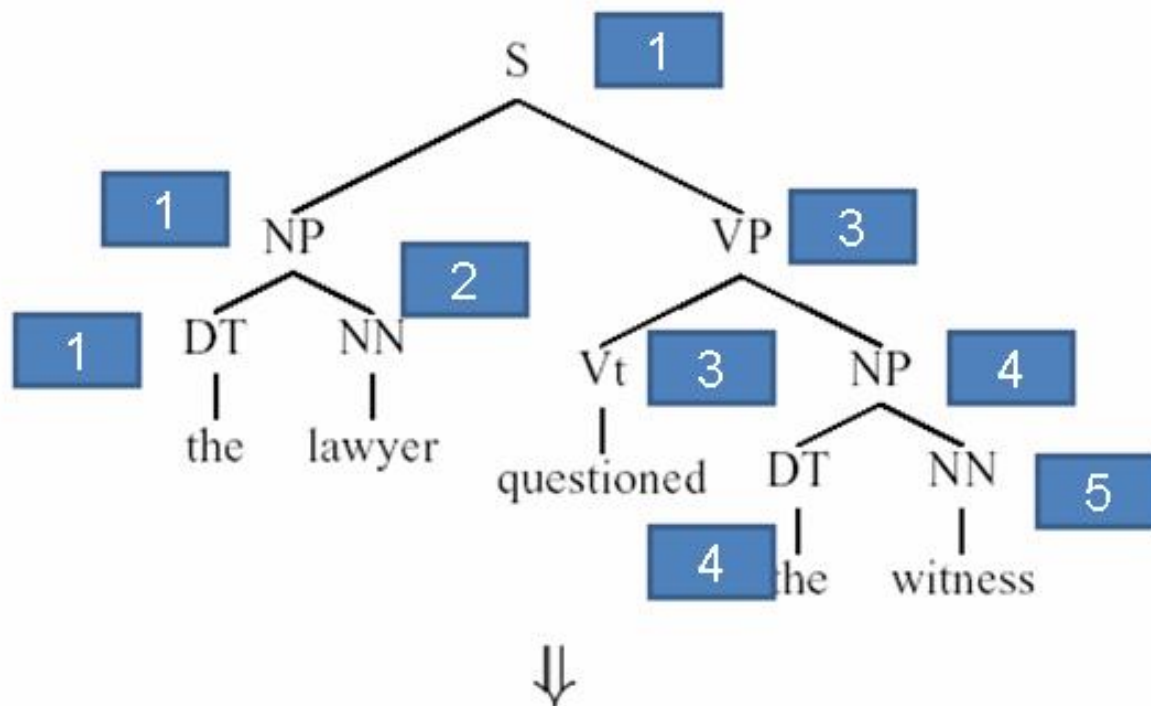 S 1
1 NP VP 3
2
1 DT NN Vt 3 NP 4
the lawyer questioned DT NN 5
4 the witness
⇓